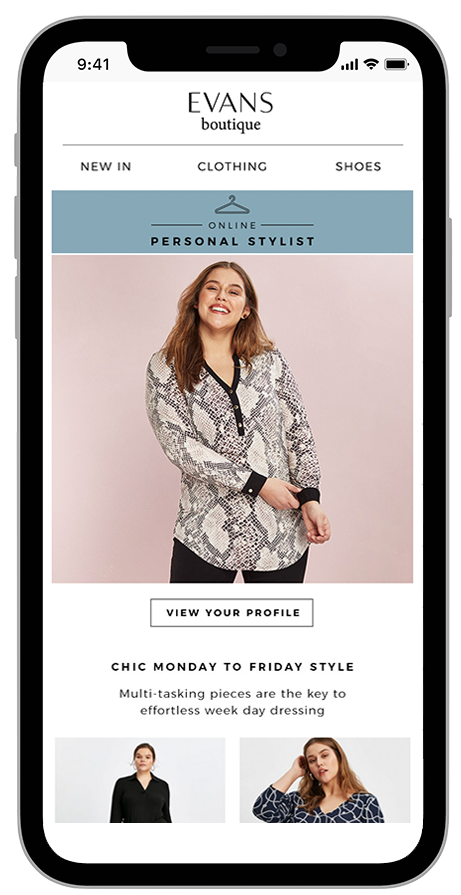 9:41
EVANS
boutique
NEW IN CLOTHING SHOES
ONLINE
PERSONAL STYLIST
VIEW YOUR PROFILE
CHIC MONDAY TO FRIDAY STYLE
Multi-tasking pieces are the key to
effortless week day dressing